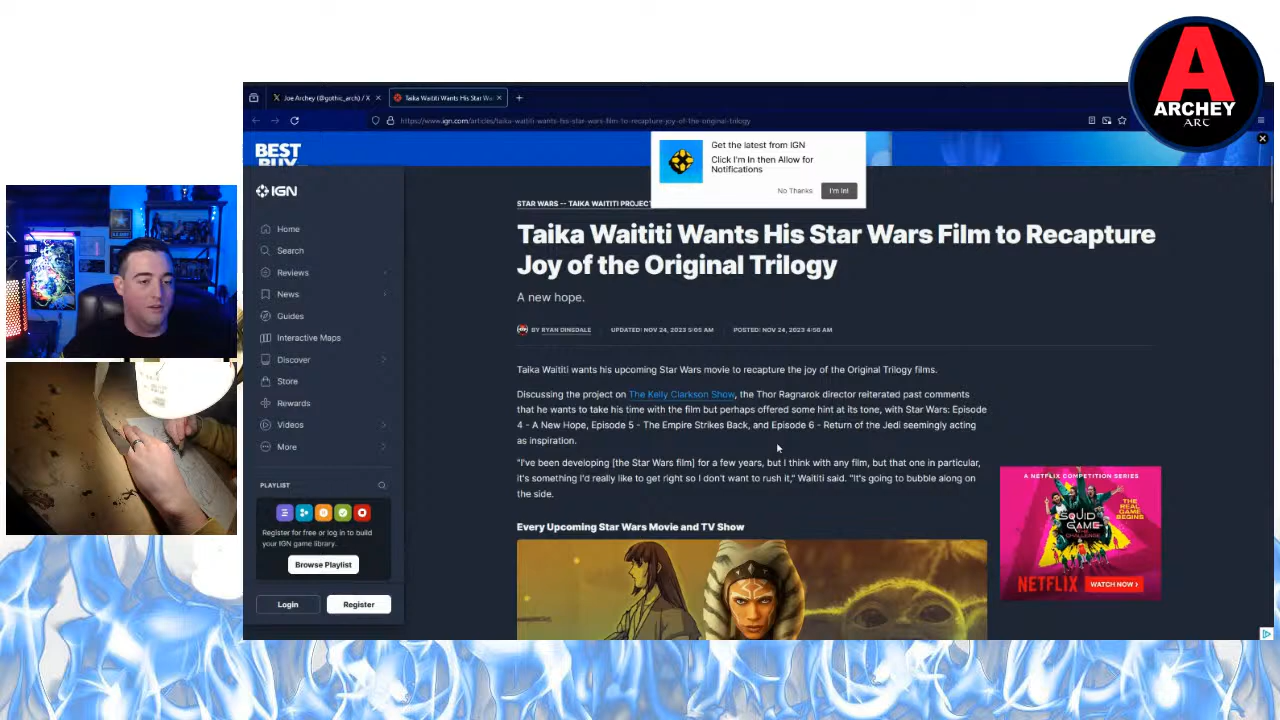 A
ARCHEY
ARC
Joe Archey (@gothic_arch) / X
Taika Waititi Wants His Star Wa
https://www.ign.com/articles/taika-waititi-wants-his-star-wars-film-to-recapture-joy-of-the-original-trilogy
BEST
BUY
Get the latest from IGN
Click I'm In then Allow for
Notifications
No Thanks
I'm In!
IGN
Home
Search
Reviews
News
Guides
Interactive Maps
Discover
Store
Rewards
Videos
More
PLAYLIST
Register for free or log in to build
your IGN game library.
Browse Playlist
Login
Register
STAR WARS -- TAIKA WAITITI PROJECT
Taika Waititi Wants His Star Wars Film to Recapture
Joy of the Original Trilogy
A new hope.
BY RYAN DINSDALE
UPDATED: NOV 24, 2023 5:05 AM
POSTED: NOV 24, 2023 4:56 AM
Taika Waititi wants his upcoming Star Wars movie to recapture the joy of the Original Trilogy films.
Discussing the project on The Kelly Clarkson Show, the Thor Ragnarok director reiterated past comments
that he wants to take his time with the film but perhaps offered some hint at its tone, with Star Wars: Episode
4 - A New Hope, Episode 5 - The Empire Strikes Back, and Episode 6 - Return of the Jedi seemingly acting
as inspiration.
"I've been developing [the Star Wars film] for a few years, but I think with any film, but that one in particular,
it's something I'd really like to get right so I don't want to rush it," Waititi said. "It's going to bubble along on
the side.
Every Upcoming Star Wars Movie and TV Show
A NETFLIX COMPETITION SERIES
THE
REAL
GAME
BEGINS
SQUID
GAME
THE CHALLENGE
NETFLIX
WATCH NOW >